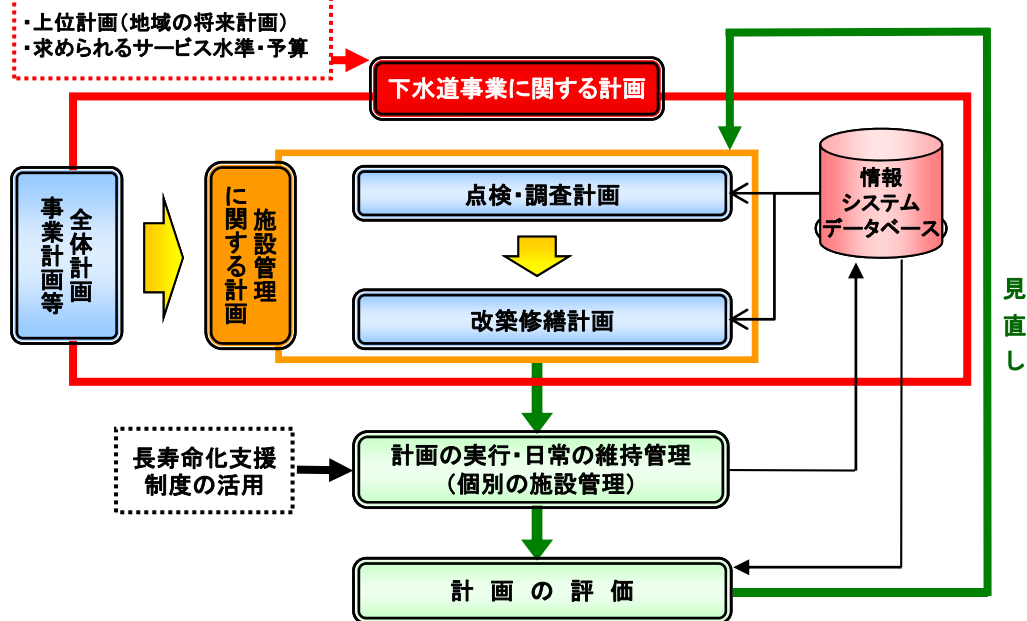 ・上位計画(地域の将来計画)
・求められるサービス水準・予算
下水道事業に関する計画
全体計画
事業計画等
施設管理
に関する計画
点検・調査計画
改築修繕計画
情報
システム
データベース
見直し
長寿命化支援
制度の活用
計画の実行・日常の維持管理
(個別の施設管理)
計画の評価